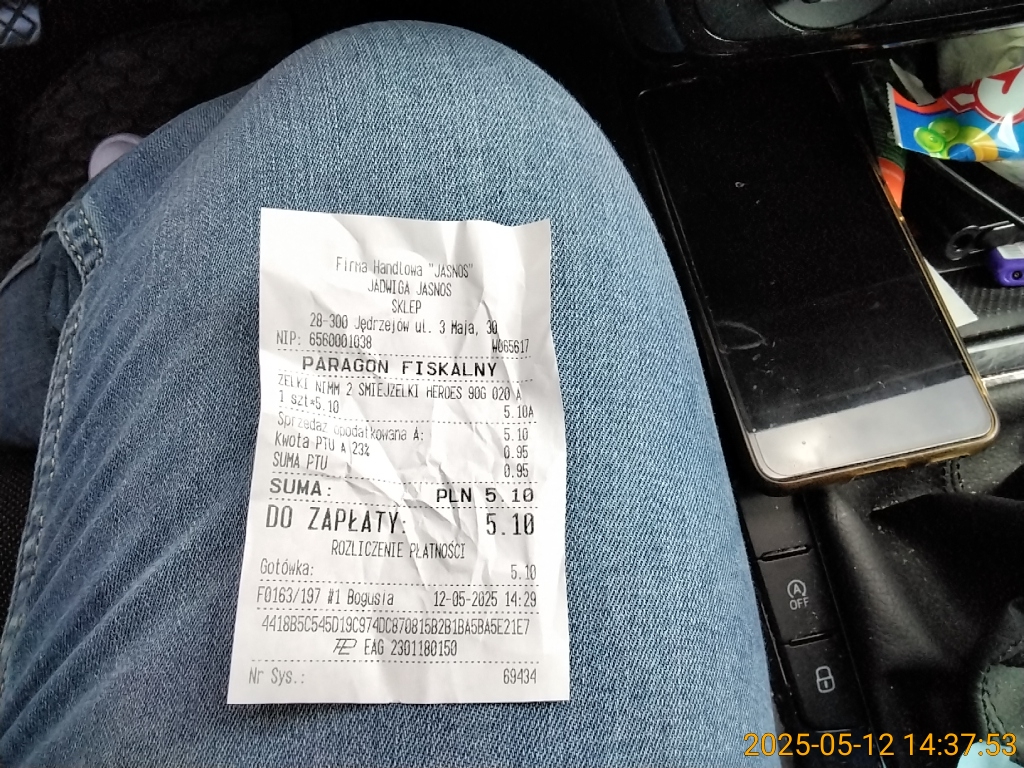 Firma Handlowa "JASNOS"
JADWIGA JASNOS
SKLEP
28-300 Jędrzejów ul. 3 Maja, 30
NIP: 6560001038 W065617
PARAGON FISKALNY
ŻELKI NIMM 2 ŚMIEJŻELKI HEROES 90G 020 A
1 szt*5.10 5.10A
Sprzedaż opodatkowana A: 5.10
Kwota PTU A 23% 0.95
SUMA PTU 0.95
SUMA: PLN 5.10
DO ZAPŁATY: 5.10
ROZLICZENIE PŁATNOŚCI
Gotówka: 5.10
F0163/197 #1 Bogusia 12-05-2025 14:29
4418B5C545D19C974DC870815B2B1BA5BA5E21E7
EAG 2301180150
Nr Sys.: 69434
A OFF
2025-05-12 14:37:53